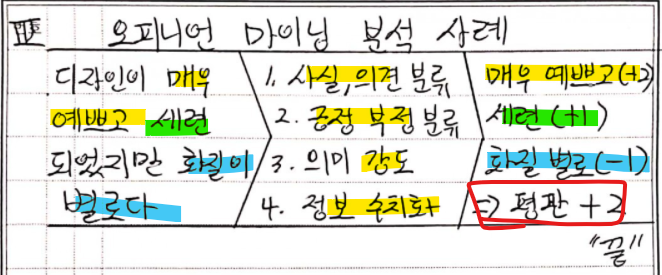 표 오피니언 마이닝 분석 사례
디자인이 매우
예쁘고 세련
되었지만 화질이
별로다
1. 사실, 의견 분류
2. 긍정 부정 분류
3. 의미 강도
4. 정보 수치화
매우 예쁘고(+2)
세련(+1)
화질 별로(-1)
=> 평판 +2
"끝"